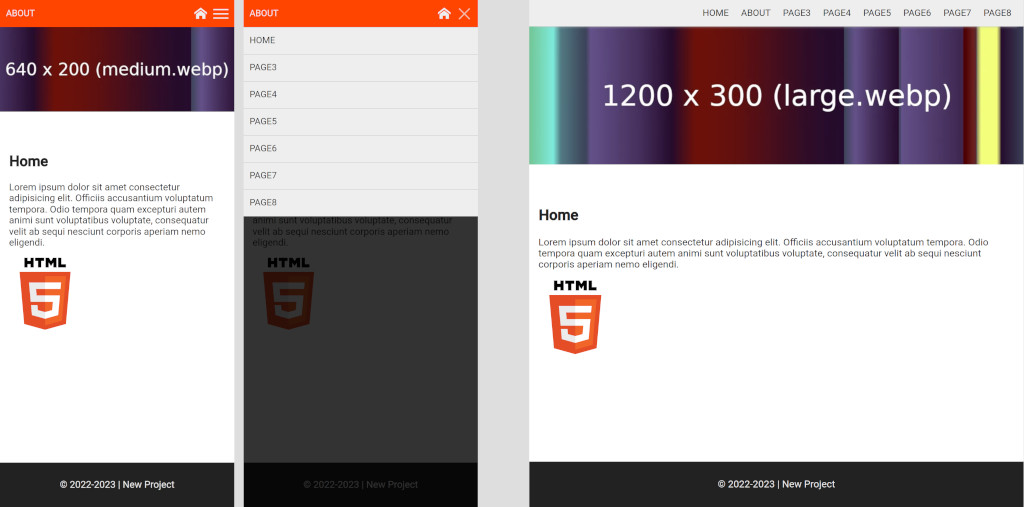 ABOUT
640 x 200 (medium.webp)
Home
Lorem ipsum dolor sit amet consectetur
adipisicing elit. Officiis accusantium voluptatum
tempora. Odio tempora quam excepturi autem
animi sunt voluptatibus voluptate, consequatur
velit ab sequi nesciunt corporis aperiam nemo
eligendi.
HTML
5
© 2022-2023 | New Project
ABOUT
HOME
PAGE3
PAGE4
PAGE5
PAGE6
PAGE7
PAGE8
animi sunt voluptatibus voluptate, consequatur
velit ab sequi nesciunt corporis aperiam nemo
eligendi.
HTML
5
© 2022-2023 | New Project
HOME ABOUT PAGE3 PAGE4 PAGE5 PAGE6 PAGE7 PAGE8
1200 x 300 (large.webp)
Home
Lorem ipsum dolor sit amet consectetur adipisicing elit. Officiis accusantium voluptatum tempora. Odio
tempora quam excepturi autem animi sunt voluptatibus voluptate, consequatur velit ab sequi nesciunt
corporis aperiam nemo eligendi.
HTML
5
© 2022-2023 | New Project